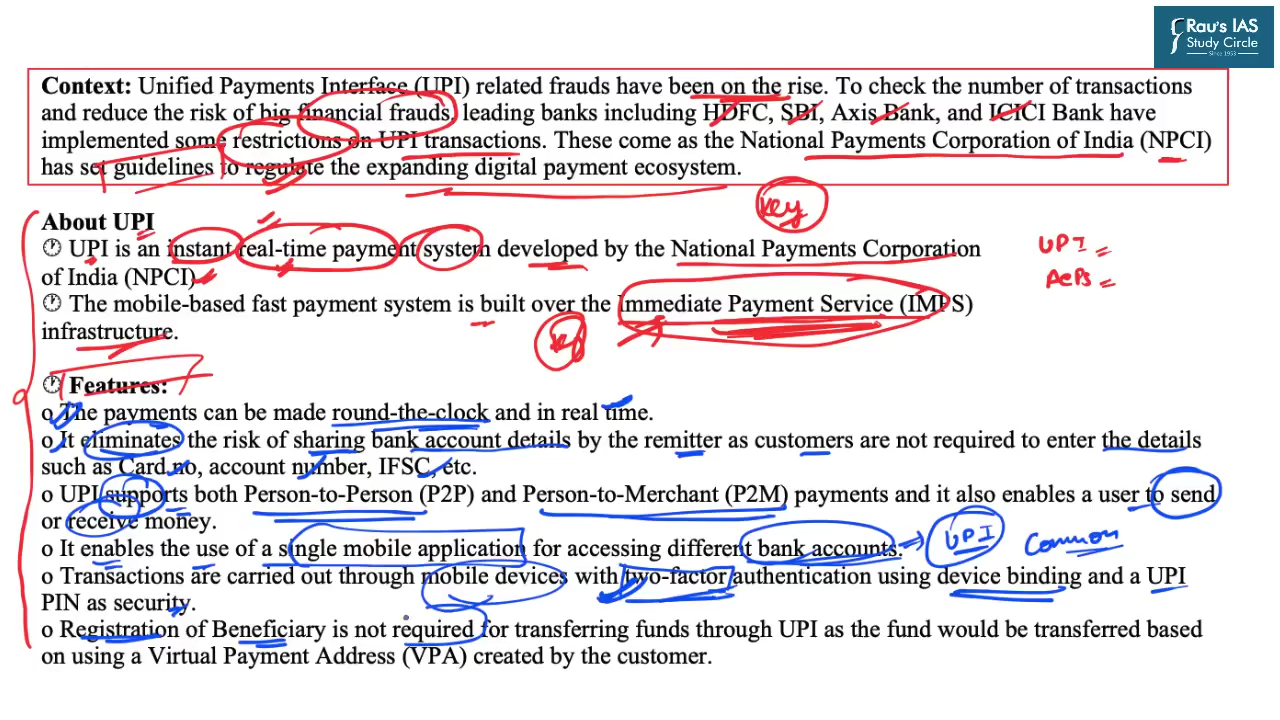 Rau's IAS
Study Circle
Since 1953
Context: Unified Payments Interface (UPI) related frauds have been on the rise. To check the number of transactions
and reduce the risk of big financial frauds, leading banks including HDFC, SBI, Axis Bank, and ICICI Bank have
implemented some restrictions on UPI transactions. These come as the National Payments Corporation of India (NPCI)
has set guidelines to regulate the expanding digital payment ecosystem.
key
About UPI
UPI is an instant real-time payment system developed by the National Payments Corporation
of India (NPCI).
UPI
AePs
The mobile-based fast payment system is built over the Immediate Payment Service (IMPS)
infrastructure.
Features:
o The payments can be made round-the-clock and in real time.
o It eliminates the risk of sharing bank account details by the remitter as customers are not required to enter the details
such as Card no, account number, IFSC, etc.
o UPI supports both Person-to-Person (P2P) and Person-to-Merchant (P2M) payments and it also enables a user to send
or receive money.
o It enables the use of a single mobile application for accessing different bank accounts. UPI Common
o Transactions are carried out through mobile devices with two-factor authentication using device binding and a UPI
PIN as security.
o Registration of Beneficiary is not required for transferring funds through UPI as the fund would be transferred based
on using a Virtual Payment Address (VPA) created by the customer.